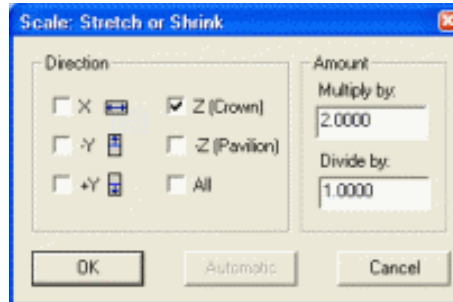 Scale: Stretch or Shrink
Direction
Amount
X
Z (Crown)
Multiply by:
-Y
-Z (Pavilion)
2.0000
+Y
All
Divide by:
1.0000
OK
Automatic
Cancel